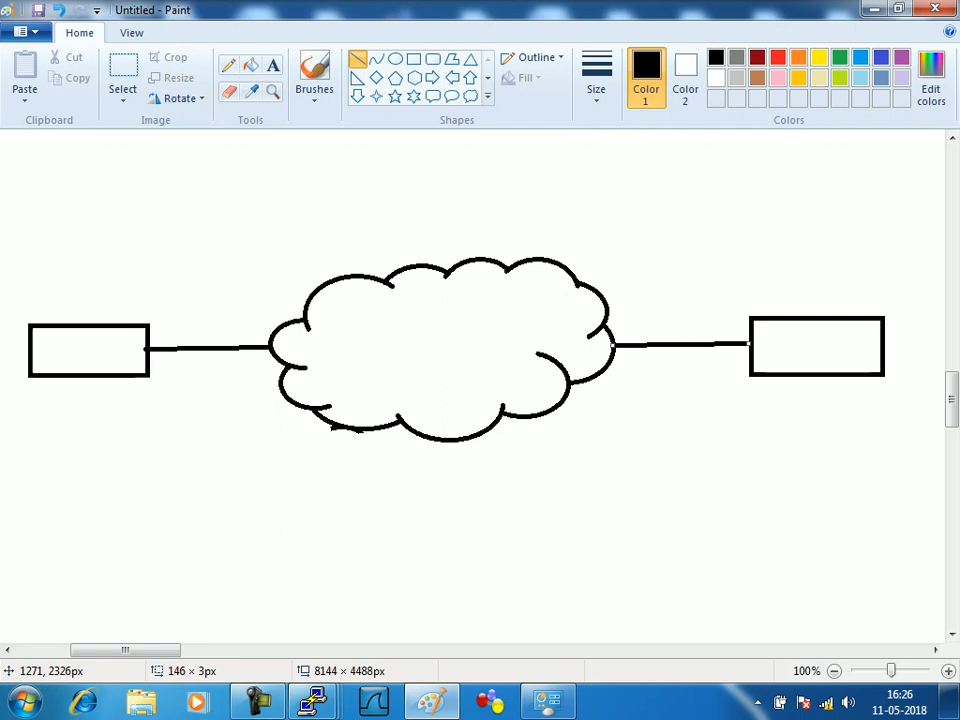 Untitled - Paint
Home View
Paste
Cut
Copy
Clipboard
Select
Crop
Resize
Rotate
Image
A
Tools
Brushes
Shapes
Outline
Fill
Size
Color 1
Color 2
Edit colors
Colors
1271, 2326px
146 × 3px
8144 × 4488px
100%
16:26
11-05-2018